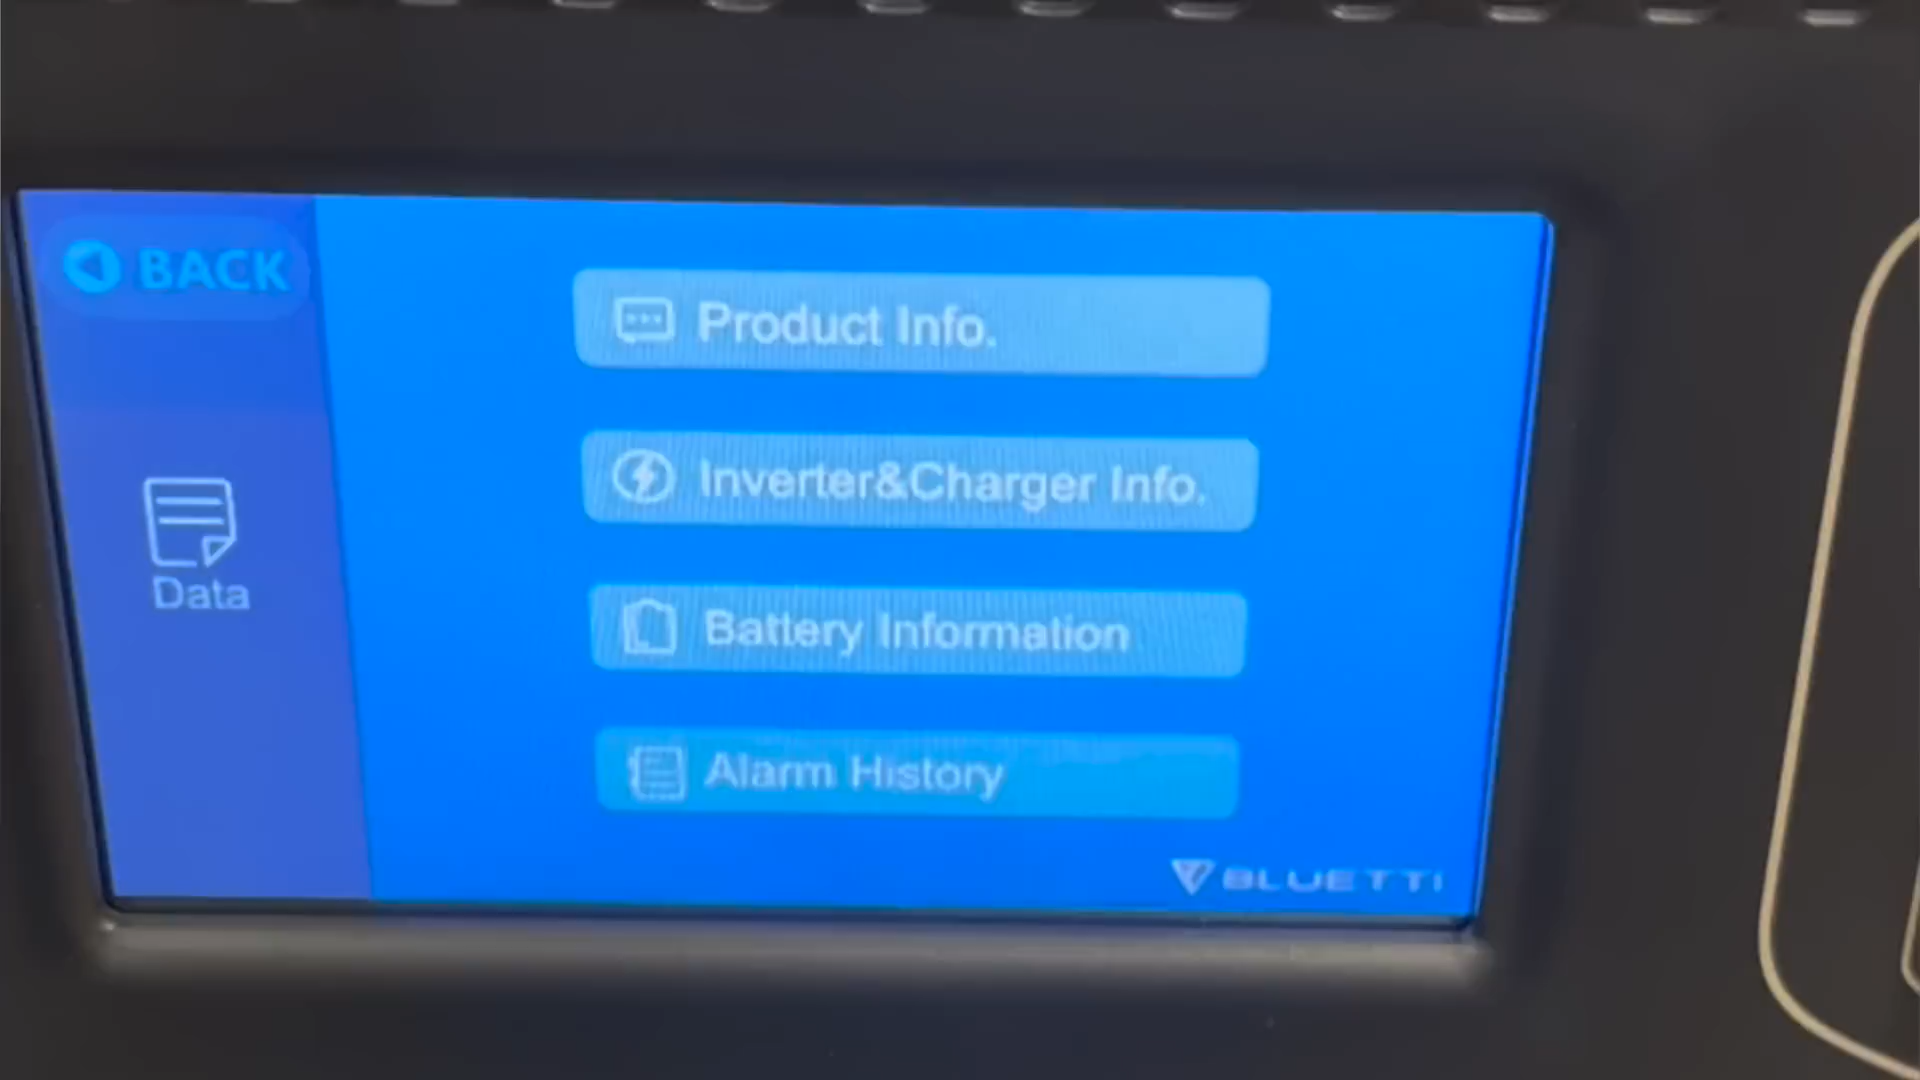 BACK
Data
Product Info.
Inverter&Charger Info.
Battery Information
Alarm History
BLUETTI